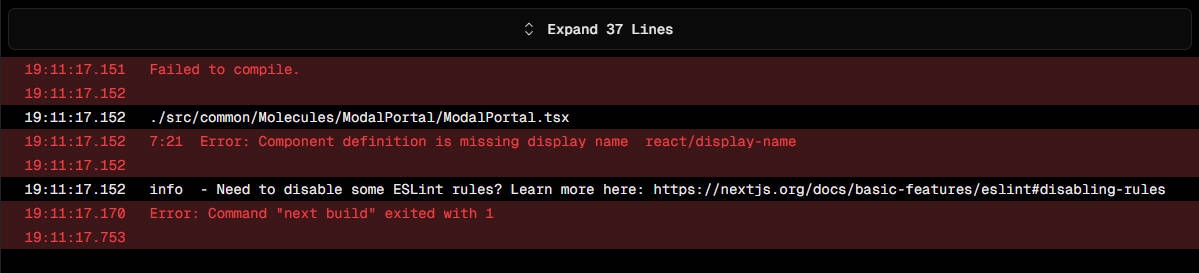 Expand 37 Lines
19:11:17.151 Failed to compile.
19:11:17.152
19:11:17.152 ./src/common/Molecules/ModalPortal/ModalPortal.tsx
19:11:17.152 7:21  Error: Component definition is missing display name  react/display-name
19:11:17.152
19:11:17.152 info  - Need to disable some ESLint rules? Learn more here: https://nextjs.org/docs/basic-features/eslint#disabling-rules
19:11:17.170 Error: Command "next build" exited with 1
19:11:17.753